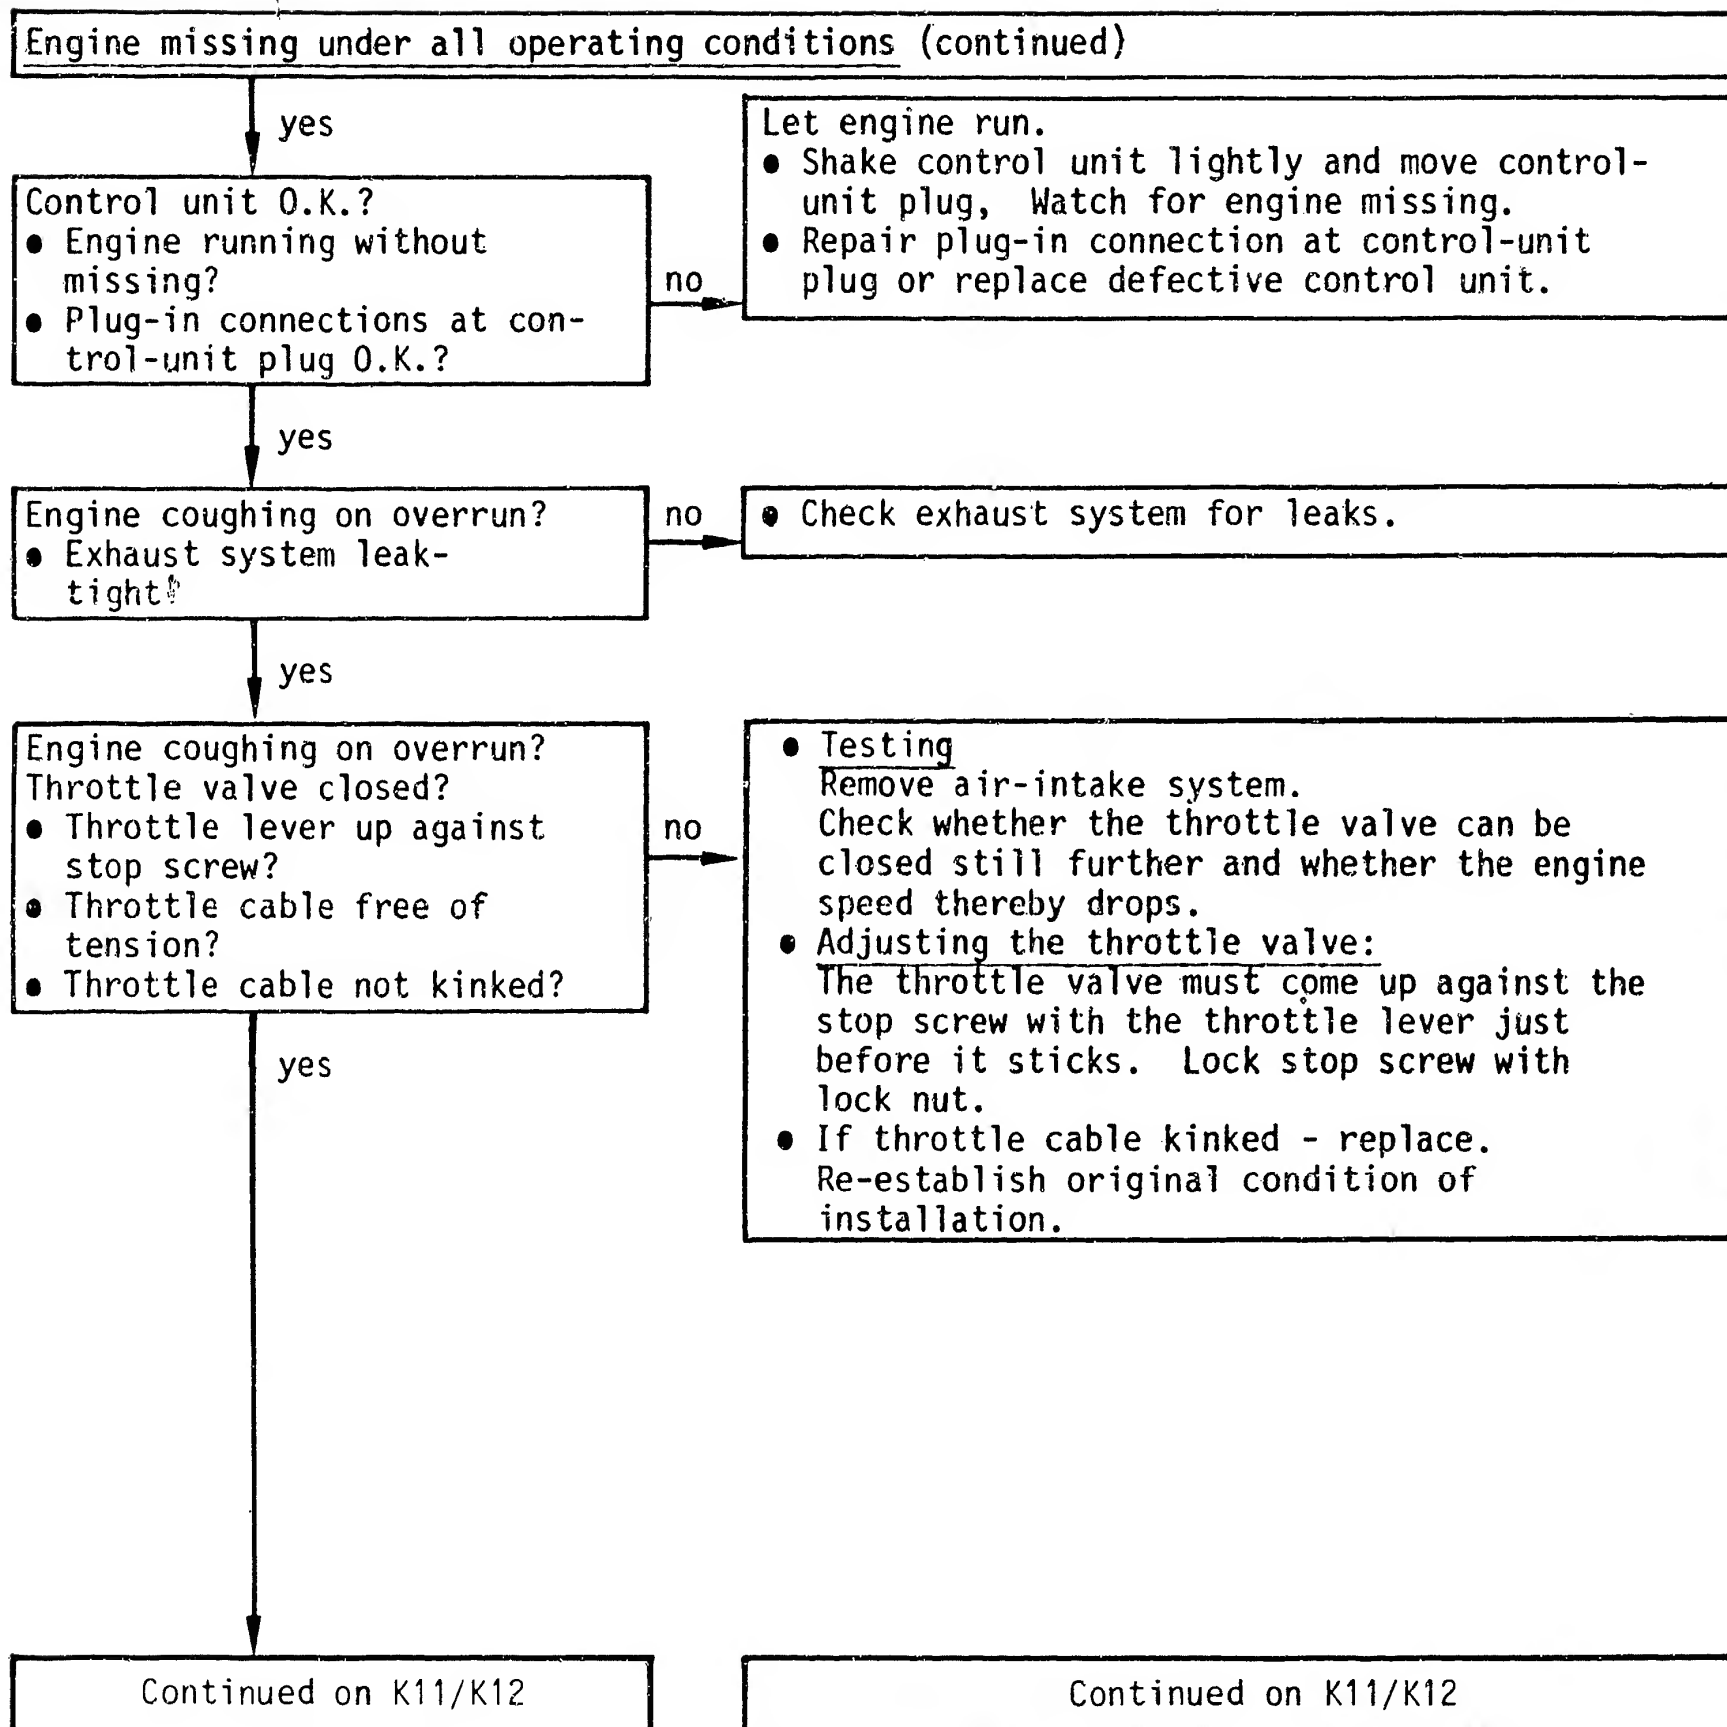 Engine missing under all operating conditions (continued)
yes
Control unit O.K.?
● Engine running without
missing?
● Plug-in connections at con-
trol-unit plug O.K.?
no
Let engine run.
● Shake control unit lightly and move control-
unit plug, Watch for engine missing.
● Repair plug-in connection at control-unit
plug or replace defective control unit.
yes
Engine coughing on overrun?
● Exhaust system leak-
tight?
no
● Check exhaust system for leaks.
yes
Engine coughing on overrun?
Throttle valve closed?
● Throttle lever up against
stop screw?
● Throttle cable free of
tension?
● Throttle cable not kinked?
no
● Testing
Remove air-intake system.
Check whether the throttle valve can be
closed still further and whether the engine
speed thereby drops.
● Adjusting the throttle valve:
The throttle valve must come up against the
stop screw with the throttle lever just
before it sticks. Lock stop screw with
lock nut.
● If throttle cable kinked - replace.
Re-establish original condition of
installation.
yes
Continued on K11/K12
Continued on K11/K12